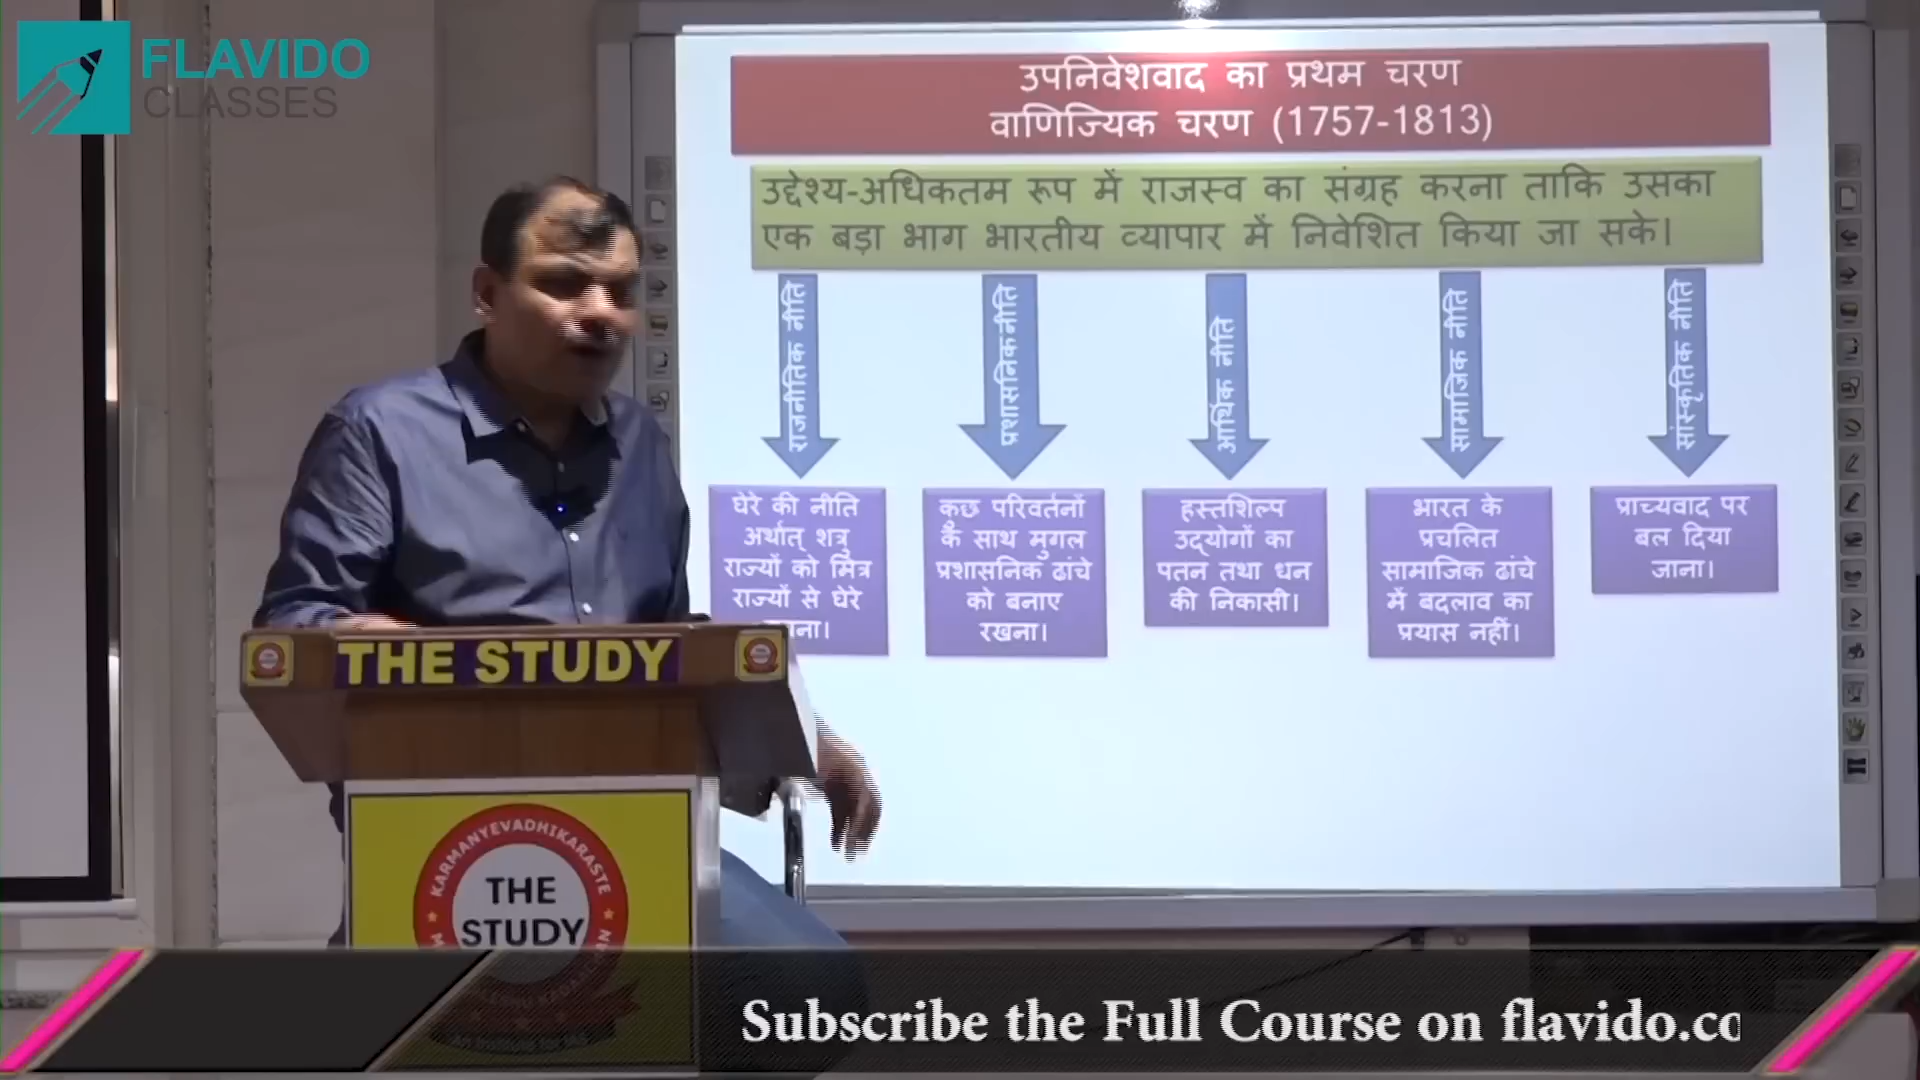 FLAVIDO
CLASSES
उपनिवेशवाद का प्रथम चरण
वाणिज्यिक चरण (1757-1813)
उद्देश्य-अधिकतम रूप में राजस्व का संग्रह करना ताकि उसका
एक बड़ा भाग भारतीय व्यापार में निवेशित किया जा सके।
राजनीतिक नीति
प्रशासनिक नीति
आर्थिक नीति
सामाजिक नीति
सांस्कृतिक नीति
घेरे की नीति
अर्थात् शत्रु
राज्यों को मित्र
राज्यों से घेरे
कुछ परिवर्तनों
के साथ मुगल
प्रशासनिक ढांचे
को बनाए
रखना।
हस्तशिल्प
उद्योगों का
पतन तथा धन
की निकासी।
भारत के
प्रचलित
सामाजिक ढांचे
में बदलाव का
प्रयास नहीं।
प्राच्यवाद पर
बल दिया
जाना।
THE STUDY
KARMANYEVADHIKARASTE
THE
STUDY
Subscribe the Full Course on flavido.co